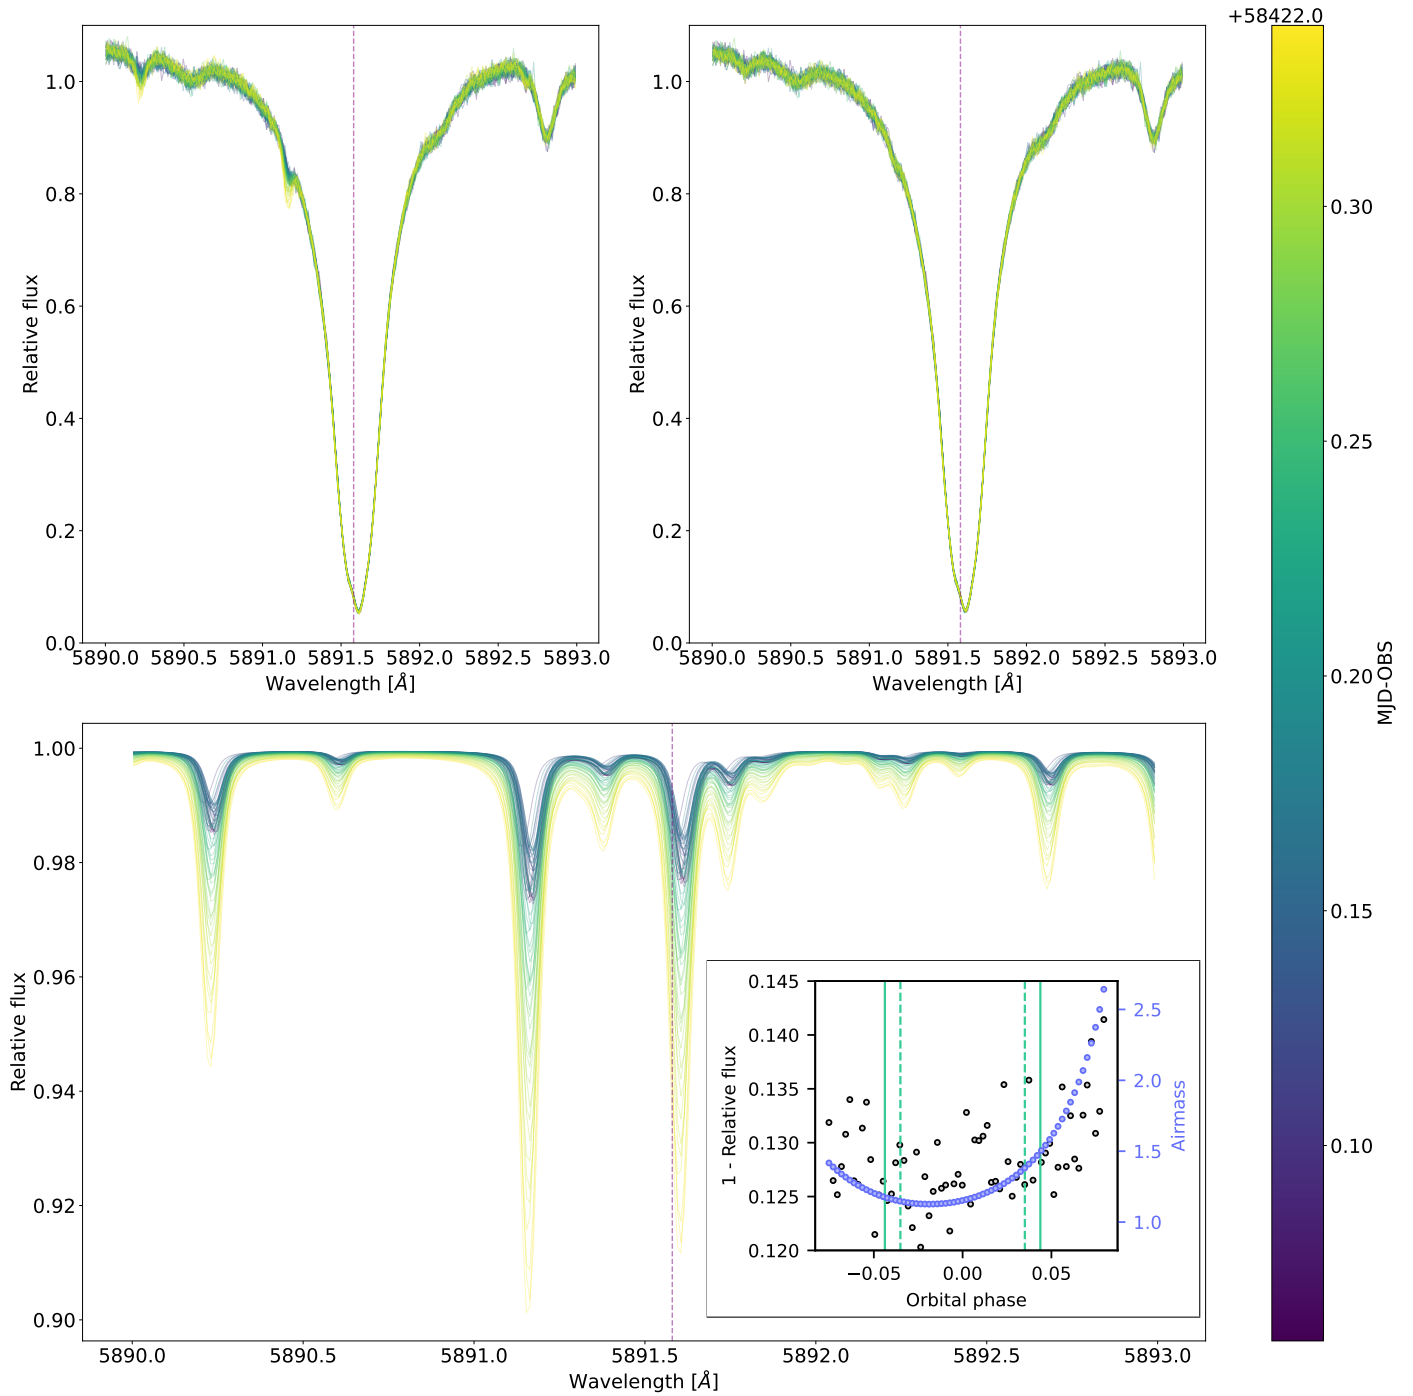 +58422.0
1.0
0.8
0.6
0.4
0.2
0.0
Relative flux
5890.0 5890.5 5891.0 5891.5 5892.0 5892.5 5893.0
Wavelength [Å]
1.0
0.8
0.6
0.4
0.2
0.0
Relative flux
5890.0 5890.5 5891.0 5891.5 5892.0 5892.5 5893.0
Wavelength [Å]
0.30
0.25
0.20
0.15
0.10
MJD-OBS
1.00
0.98
0.96
0.94
0.92
0.90
Relative flux
5890.0 5890.5 5891.0 5891.5 5892.0 5892.5 5893.0
Wavelength [Å]
0.145
0.140
0.135
0.130
0.125
0.120
1 - Relative flux
2.5
2.0
1.5
1.0
Airmass
−0.05 0.00 0.05
Orbital phase